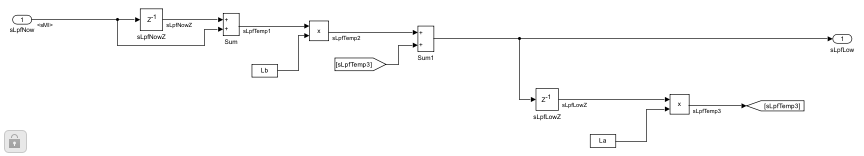 1
sLpfNow
<sMI>
Z-1
sLpfNowZ
sLpfNowZ
+
+
Sum
sLpfTemp1
Lb
x
sLpfTemp2
[sLpfTemp3]
+
+
Sum1
1
sLpfLow
Z-1
sLpfLowZ
sLpfLowZ
La
x
sLpfTemp3
[sLpfTemp3]